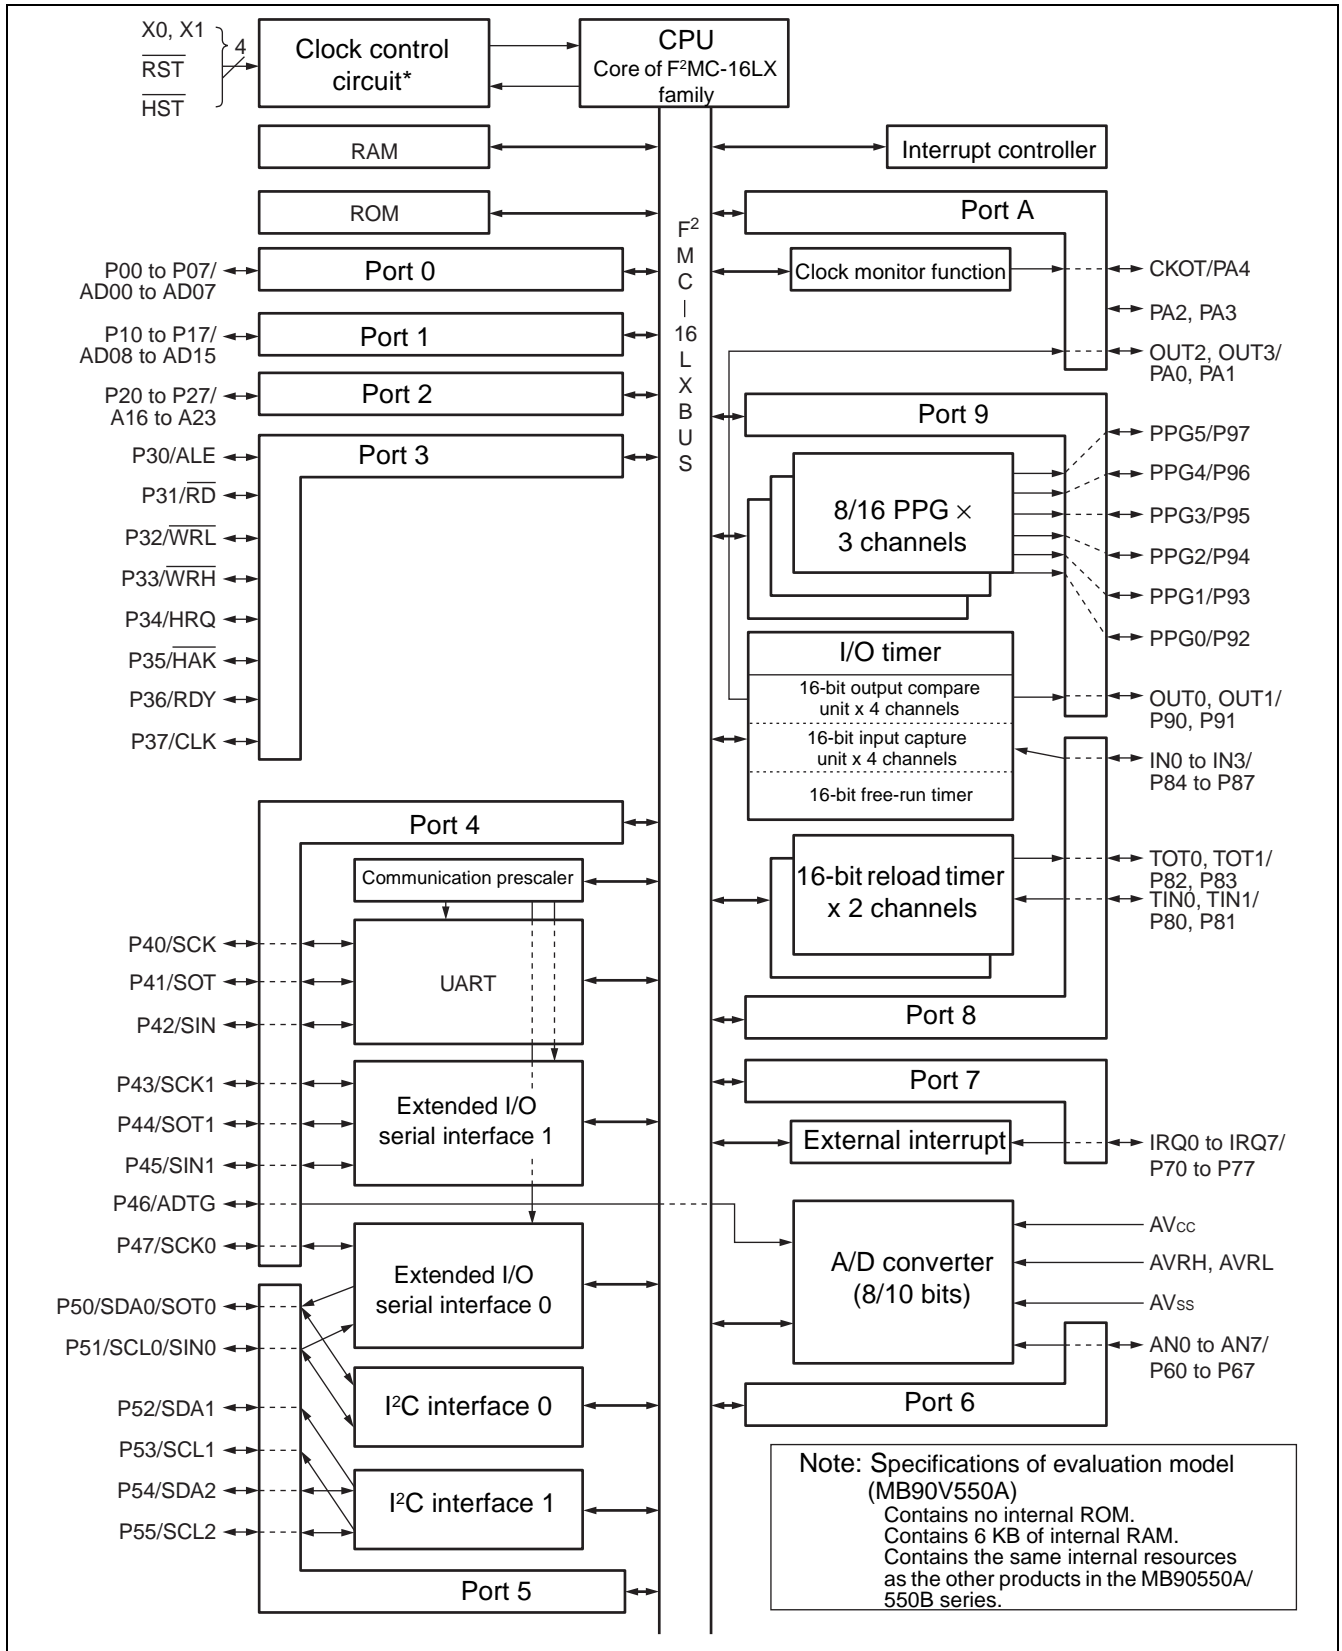 X0, X1
RST
HST
4
Clock control
circuit*
CPU
Core of F²MC-16LX
family
RAM
Interrupt controller
ROM
Port A
F²
M
C
|
16
L
X
B
U
S
P00 to P07/
AD00 to AD07
Port 0
Clock monitor function
CKOT/PA4
PA2, PA3
P10 to P17/
AD08 to AD15
Port 1
OUT2, OUT3/
PA0, PA1
P20 to P27/
A16 to A23
Port 2
Port 9
P30/ALE
Port 3
P31/RD
P32/WRL
P33/WRH
P34/HRQ
P35/HAK
P36/RDY
P37/CLK
8/16 PPG ×
3 channels
PPG5/P97
PPG4/P96
PPG3/P95
PPG2/P94
PPG1/P93
PPG0/P92
I/O timer
16-bit output compare
unit x 4 channels
16-bit input capture
unit x 4 channels
16-bit free-run timer
OUT0, OUT1/
P90, P91
IN0 to IN3/
P84 to P87
Port 4
Communication prescaler
16-bit reload timer
x 2 channels
TOT0, TOT1/
P82, P83
TIN0, TIN1/
P80, P81
P40/SCK
P41/SOT
P42/SIN
UART
Port 8
P43/SCK1
P44/SOT1
P45/SIN1
P46/ADTG
P47/SCK0
Extended I/O
serial interface 1
Port 7
External interrupt
IRQ0 to IRQ7/
P70 to P77
A/D converter
(8/10 bits)
AVCC
AVRH, AVRL
AVSS
AN0 to AN7/
P60 to P67
Extended I/O
serial interface 0
P50/SDA0/SOT0
P51/SCL0/SIN0
P52/SDA1
P53/SCL1
P54/SDA2
P55/SCL2
I²C interface 0
Port 6
I²C interface 1
Port 5
Note: Specifications of evaluation model
(MB90V550A)
Contains no internal ROM.
Contains 6 KB of internal RAM.
Contains the same internal resources
as the other products in the MB90550A/
550B series.